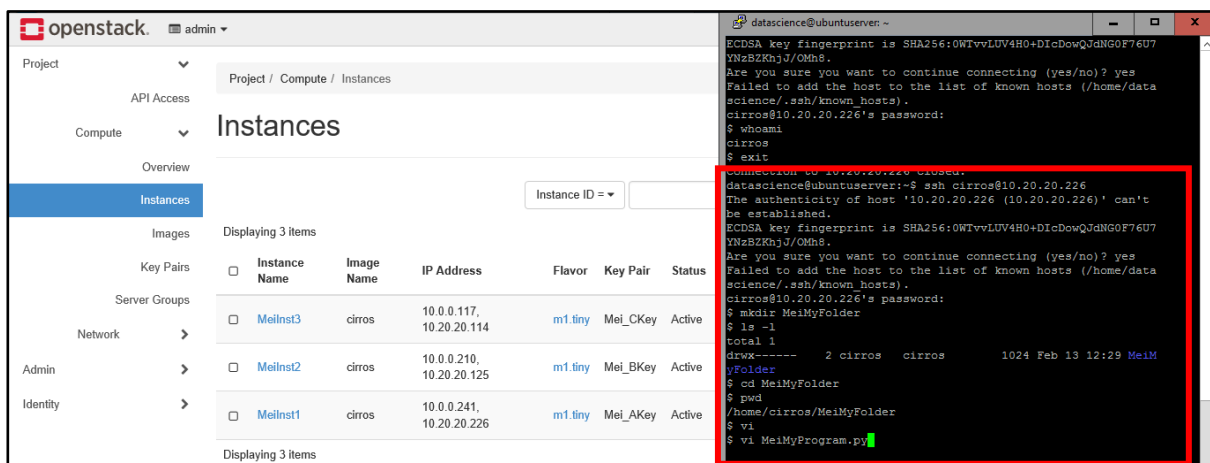 openstack. admin
Project
API Access
Compute
Overview
Instances
Images
Key Pairs
Server Groups
Network
Admin
Identity
Project / Compute / Instances
Instances
Instance ID =
Displaying 3 items
Instance Name Image Name IP Address Flavor Key Pair Status
MeiInst3 cirros 10.0.0.117, 10.20.20.114 m1.tiny Mei_CKey Active
MeiInst2 cirros 10.0.0.210, 10.20.20.125 m1.tiny Mei_BKey Active
MeiInst1 cirros 10.0.0.241, 10.20.20.226 m1.tiny Mei_AKey Active
Displaying 3 items
datascience@ubuntuserver: ~
ECDSA key fingerprint is SHA256:0WTvvLUV4H0+DIcDowQJdNG0F76U7
YNzBZKhjJ/OMh8.
Are you sure you want to continue connecting (yes/no)? yes
Failed to add the host to the list of known hosts (/home/data
science/.ssh/known_hosts).
cirros@10.20.20.226's password:
$ whoami
cirros
$ exit
Connection to 10.20.20.226 closed.
datascience@ubuntuserver:~$ ssh cirros@10.20.20.226
The authenticity of host '10.20.20.226 (10.20.20.226)' can't
be established.
ECDSA key fingerprint is SHA256:0WTvvLUV4H0+DIcDowQJdNG0F76U7
YNzBZKhjJ/OMh8.
Are you sure you want to continue connecting (yes/no)? yes
Failed to add the host to the list of known hosts (/home/data
science/.ssh/known_hosts).
cirros@10.20.20.226's password:
$ mkdir MeiMyFolder
$ ls -l
total 1
drwx------ 2 cirros cirros 1024 Feb 13 12:29 MeiM
yFolder
$ cd MeiMyFolder
$ pwd
/home/cirros/MeiMyFolder
$ vi
$ vi MeiMyProgram.py